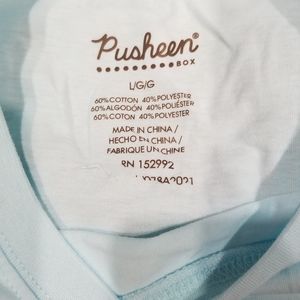 Pusheen®
BOX
L/G/G
60%COTTON 40%POLYESTER
60%ALGODÓN 40%POLIÉSTER
60%COTON 40%POLYESTER
MADE IN CHINA /
HECHO EN CHINA /
FABRIQUÉ EN CHINE
RN 152992